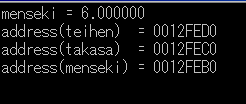 menseki = 6.000000
address(teihen)  = 0012FED0
address(takasa)  = 0012FEC0
address(menseki) = 0012FEB0